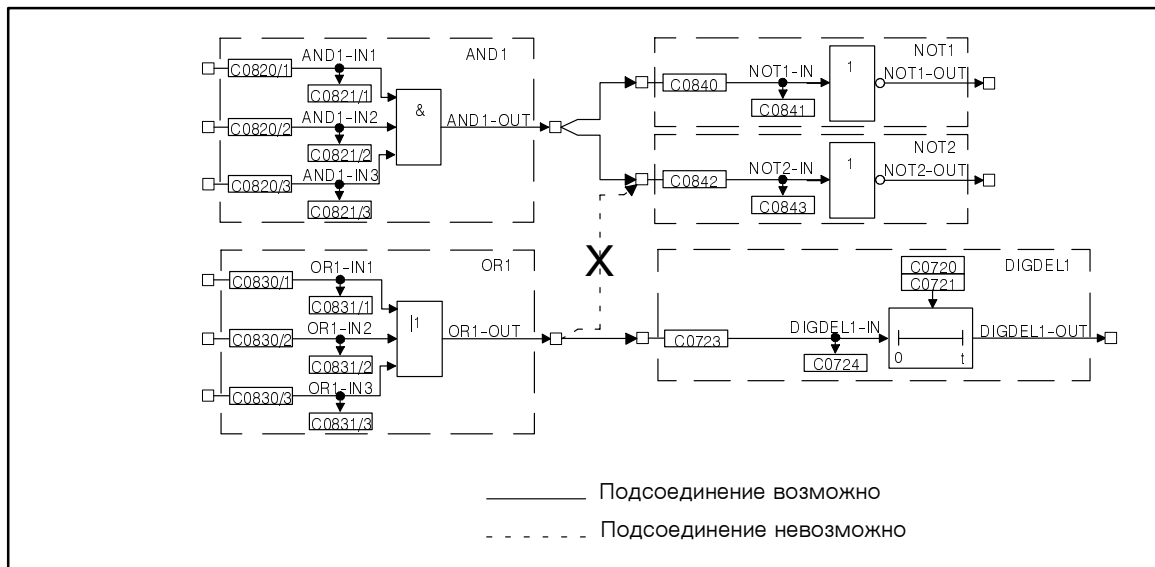 AND1
AND1-IN1
C0820/1
C0821/1
AND1-IN2
C0820/2
C0821/2
AND1-IN3
C0820/3
C0821/3
&
AND1-OUT
NOT1
C0840
NOT1-IN
C0841
1
NOT1-OUT
NOT2
C0842
NOT2-IN
C0843
1
NOT2-OUT
OR1
OR1-IN1
C0830/1
C0831/1
OR1-IN2
C0830/2
C0831/2
OR1-IN3
C0830/3
C0831/3
|1
OR1-OUT
X
DIGDEL1
C0720
C0721
C0723
DIGDEL1-IN
C0724
0 t
DIGDEL1-OUT
Подсоединение возможно
Подсоединение невозможно